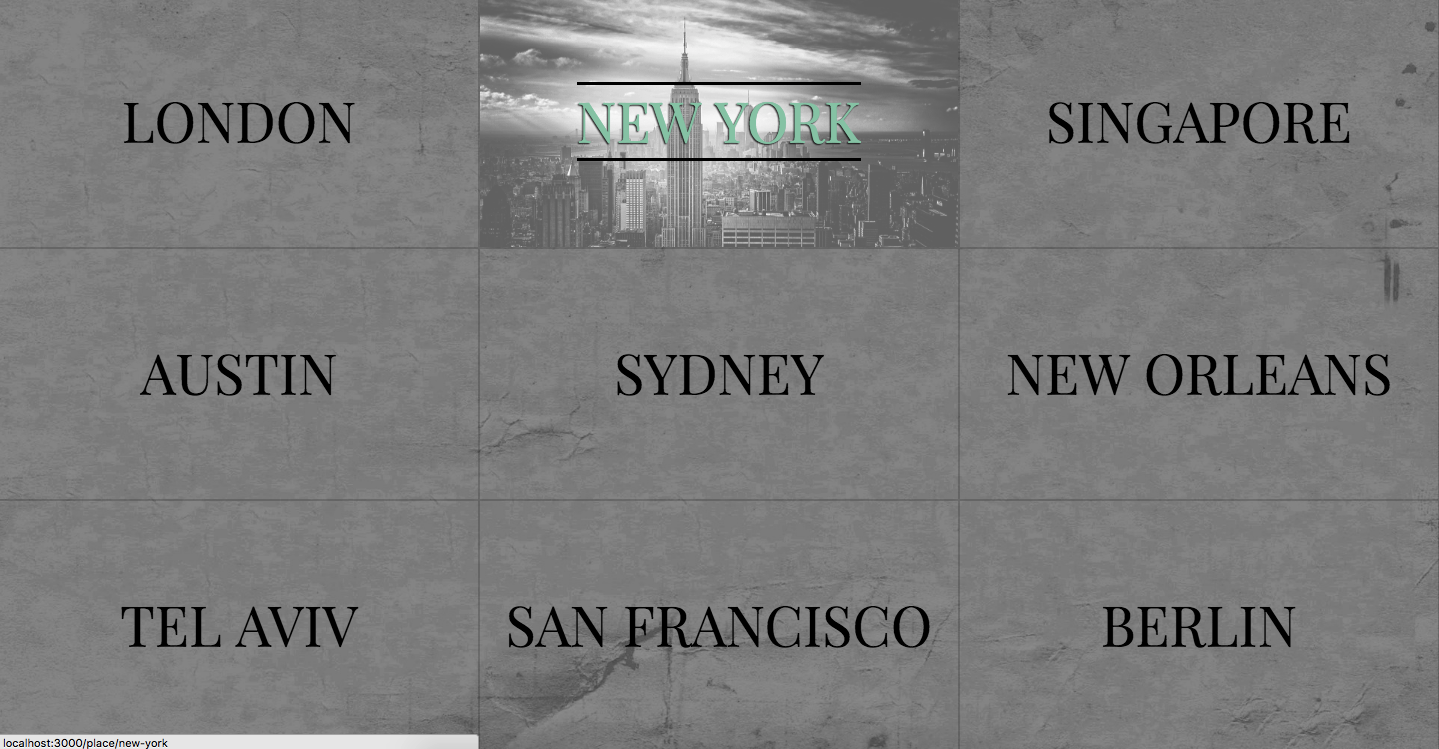 LONDON
NEW YORK
SINGAPORE
AUSTIN
SYDNEY
NEW ORLEANS
TEL AVIV
SAN FRANCISCO
BERLIN
localhost:3000/place/new-york